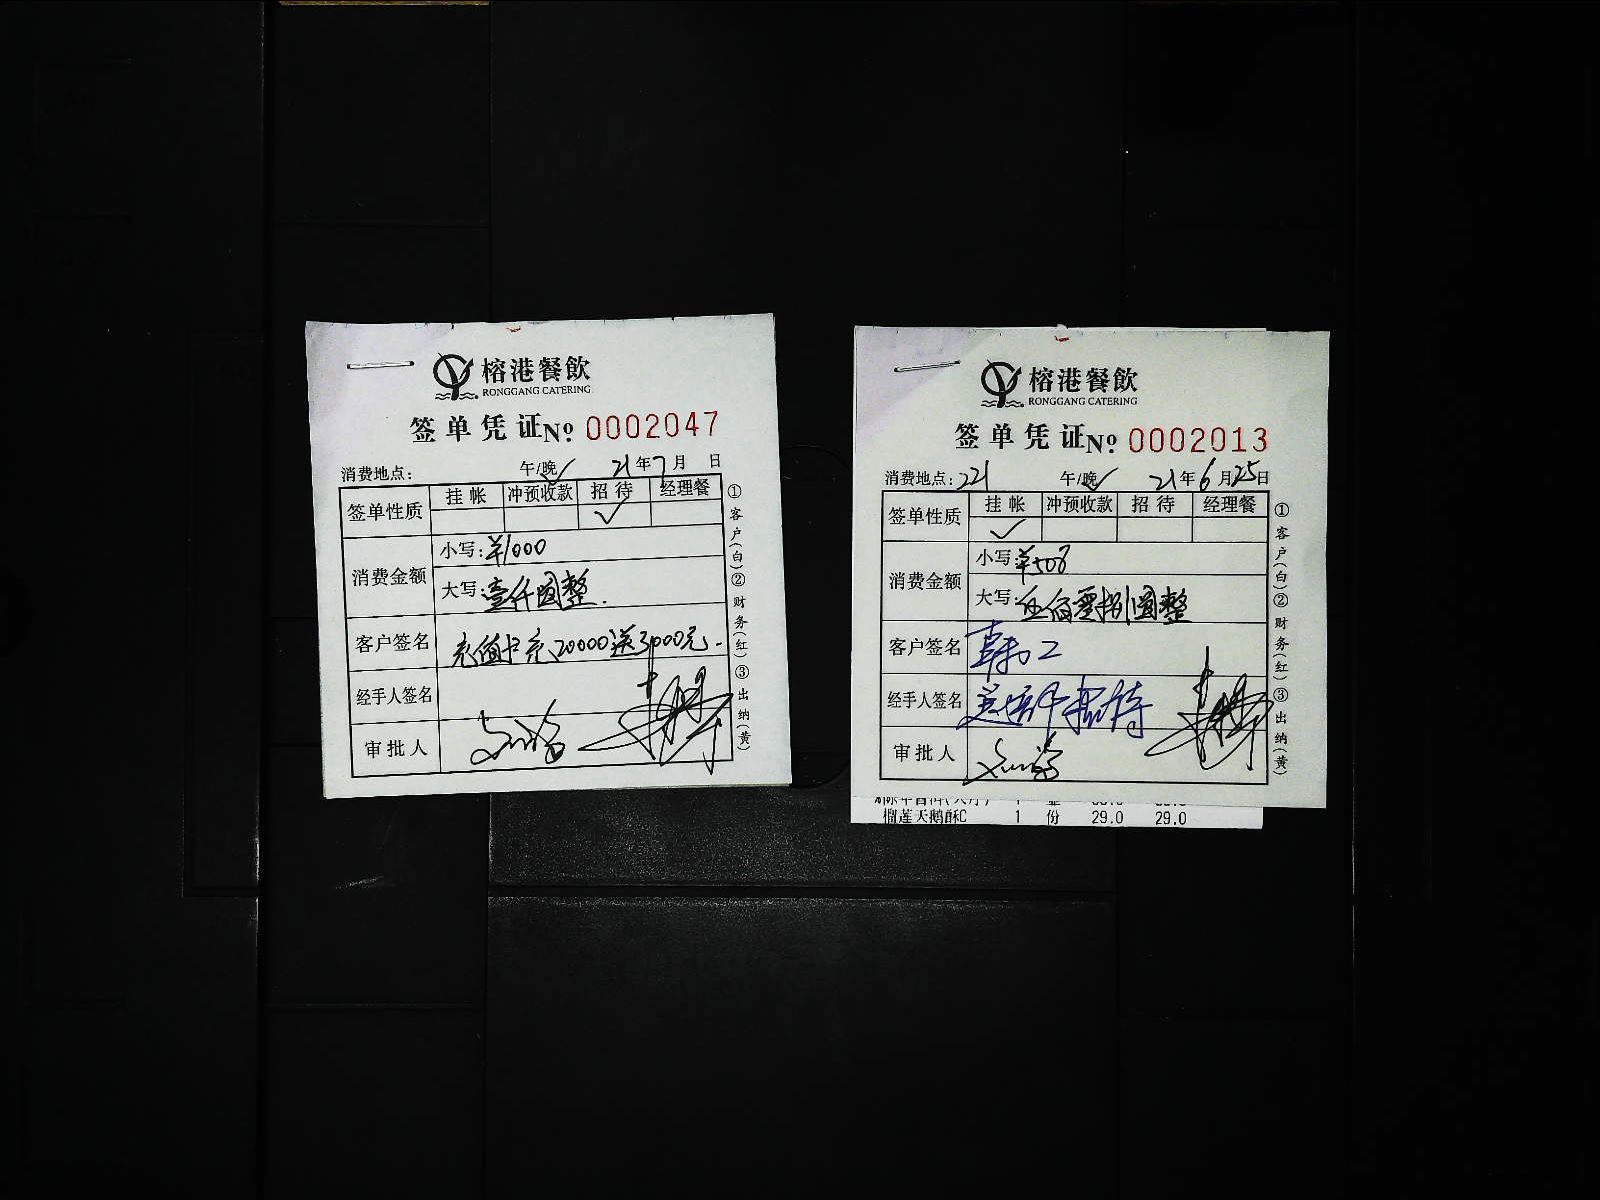 榕港餐飲
RONGGANG CATERING
签单凭证№ 0002047
消费地点: 午/晚✓ 21年7月 日
签单性质 挂帐 冲预收款 招待 经理餐
✓
消费金额 小写:¥1000
大写:壹仟圆整.
客户签名 充值卡充20000送3000元.
经手人签名
审批人
①客户(白)②财务(红)③出纳(黄)
榕港餐飲
RONGGANG CATERING
签单凭证№ 0002013
消费地点:221 午/晚✓ 21年6月25日
签单性质 挂帐 冲预收款 招待 经理餐
✓
消费金额 小写:¥508
大写:伍佰零捌圆整
客户签名
经手人签名 招待
审批人
①客户(白)②财务(红)③出纳(黄)
榴莲天鹅酥C 1 份 29.0 29.0